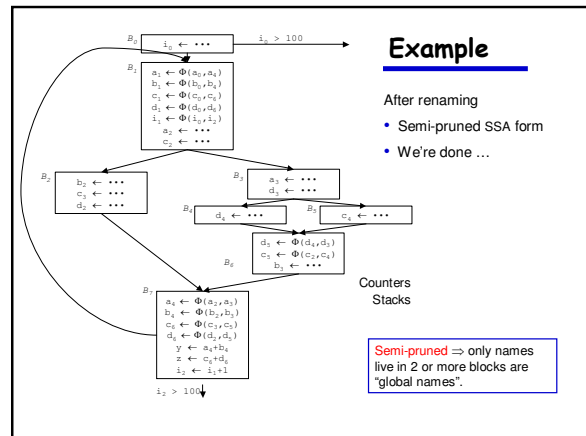 B0
i0 ← ••• i0 > 100
Example
B1
a1 ← Φ(a0,a4)
b1 ← Φ(b0,b4)
c1 ← Φ(c0,c6)
d1 ← Φ(d0,d6)
i1 ← Φ(i0,i2)
a2 ← •••
c2 ← •••
After renaming
• Semi-pruned SSA form
• We're done …
B2
b2 ← •••
c3 ← •••
d2 ← •••
B3
a3 ← •••
d3 ← •••
B4
d4 ← •••
B5
c4 ← •••
B6
d5 ← Φ(d4,d3)
c5 ← Φ(c2,c4)
b3 ← •••
Counters
Stacks
B7
a4 ← Φ(a2,a3)
b4 ← Φ(b2,b3)
c6 ← Φ(c3,c5)
d6 ← Φ(d2,d5)
y ← a4+b4
z ← c6+d6
i2 ← i1+1
i2 > 100
Semi-pruned ⇒ only names
live in 2 or more blocks are
“global names”.